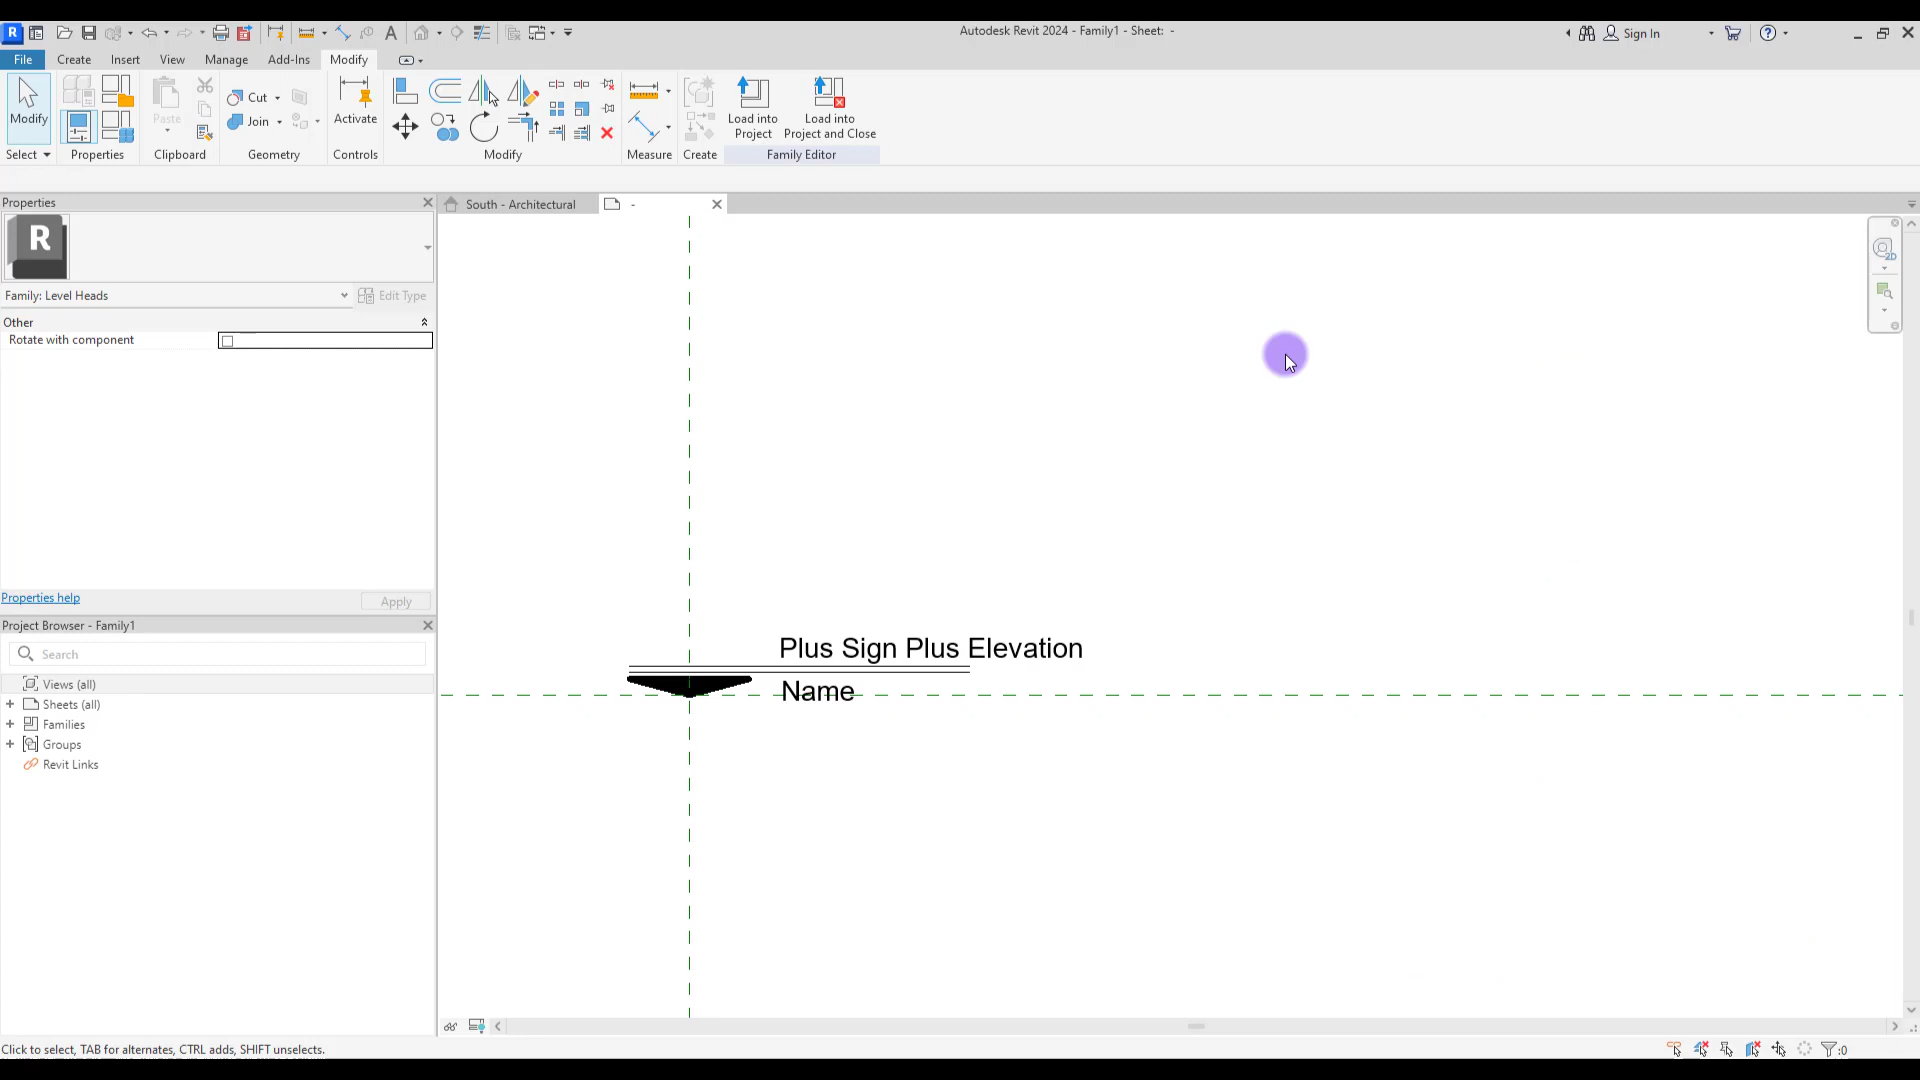 Autodesk Revit 2024 - Family1 - Sheet: -
Sign In
File Create Insert View Manage Add-Ins Modify
Modify
Paste
Cut
Join
Activate
Load into Project
Load into Project and Close
Select Properties Clipboard Geometry Controls Modify Measure Create Family Editor
Properties
South - Architectural
-
R
2D
Family: Level Heads
Edit Type
Other
Rotate with component
Properties help
Apply
Project Browser - Family1
Search
Views (all)
Sheets (all)
Families
Groups
Revit Links
Plus Sign Plus Elevation
Name
Click to select, TAB for alternates, CTRL adds, SHIFT unselects.
:0